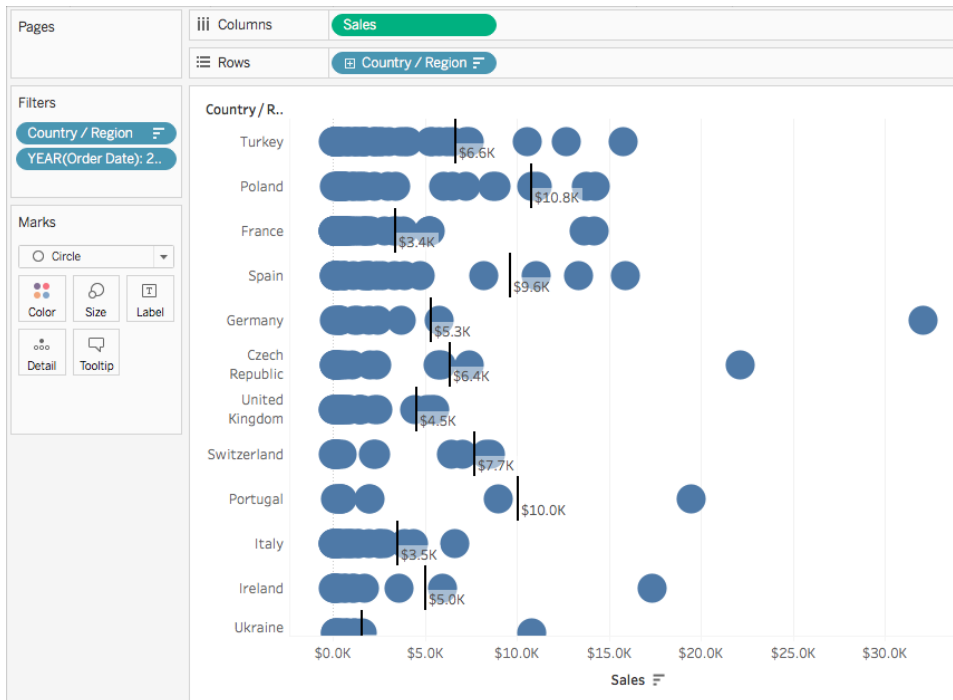 Pages
Columns
Sales
Rows
Country / Region
Filters
Country / Region
YEAR(Order Date): 2..
Marks
Circle
Color
Size
Label
Detail
Tooltip
Country / R..
Turkey
$6.6K
Poland
$10.8K
France
$3.4K
Spain
$9.6K
Germany
$5.3K
Czech
Republic
$6.4K
United
Kingdom
$4.5K
Switzerland
$7.7K
Portugal
$10.0K
Italy
$3.5K
Ireland
$5.0K
Ukraine
$0.0K $5.0K $10.0K $15.0K $20.0K $25.0K $30.0K
Sales